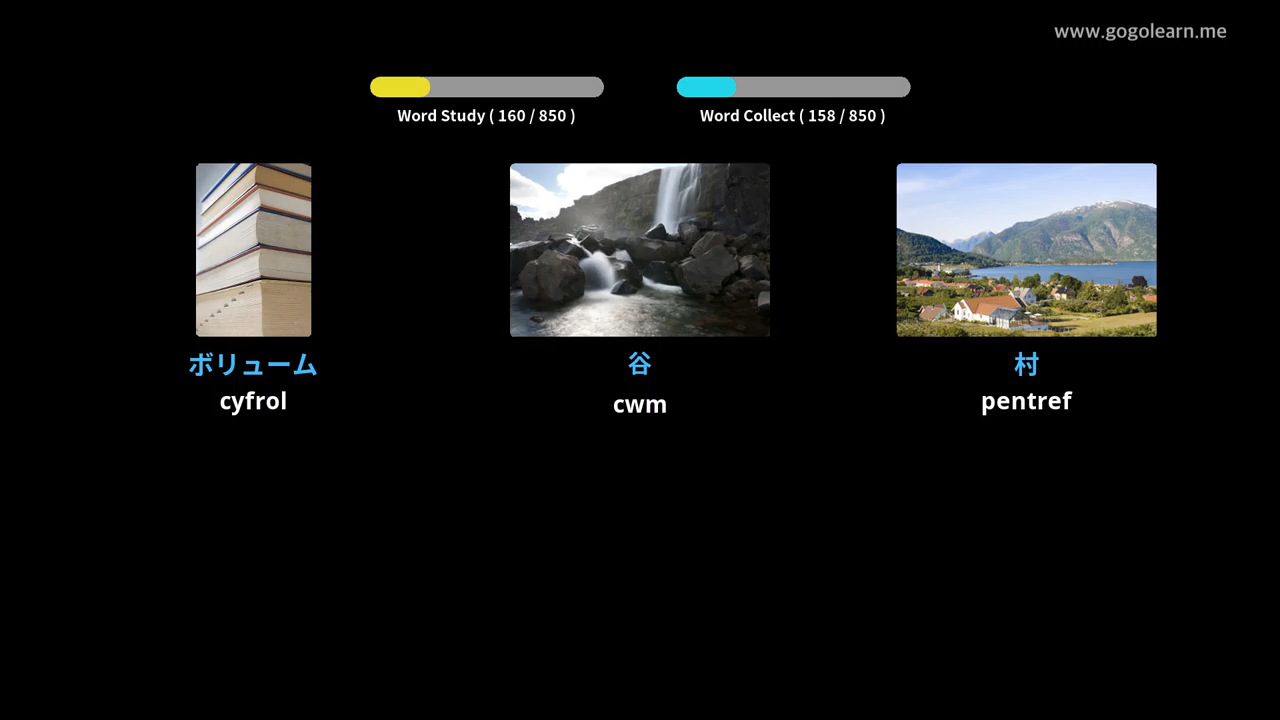 www.gogolearn.me
Word Study ( 160 / 850 )
Word Collect ( 158 / 850 )
ボリューム
cyfrol
谷
cwm
村
pentref